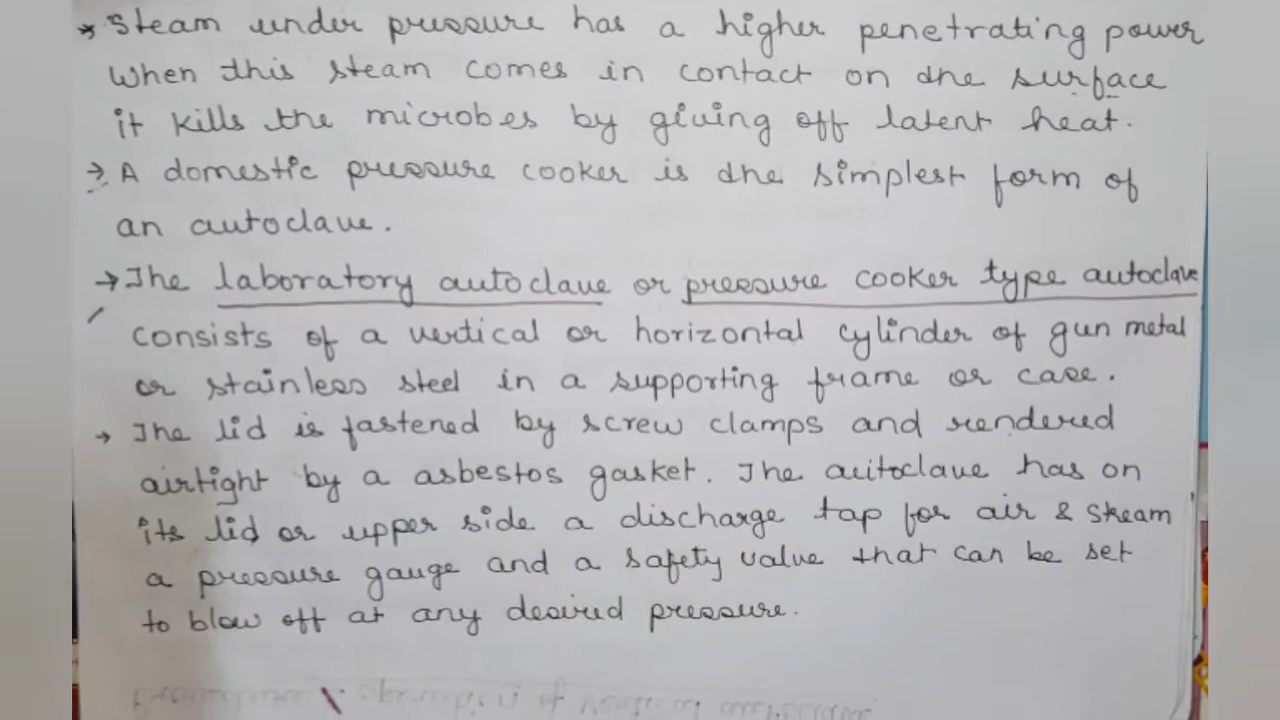 * Steam under pressure has a higher penetrating power
When this steam comes in contact on the surface
it kills the microbes by giving off latent heat.
→ A domestic pressure cooker is the simplest form of
an autoclave.
→ The laboratory autoclave or pressure cooker type autoclave
consists of a vertical or horizontal cylinder of gun metal
or stainless steel in a supporting frame or case.
→ The lid is fastened by screw clamps and rendered
airtight by a asbestos gasket. The autoclave has on
its lid or upper side a discharge tap for air & steam
a pressure gauge and a safety value that can be set
to blow off at any desired pressure.